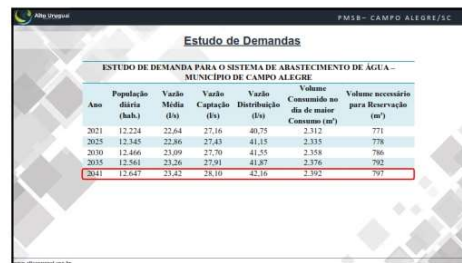 Alto Uruguai
PMSB– CAMPO ALEGRE/SC
Estudo de Demandas
ESTUDO DE DEMANDA PARA O SISTEMA DE ABASTECIMENTO DE ÁGUA –
MUNICÍPIO DE CAMPO ALEGRE
Ano População diária (hab.) Vazão Média (l/s) Vazão Captação (l/s) Vazão Distribuição (l/s) Volume Consumido no dia de maior Consumo (m³) Volume necessário para Reservação (m³)
2021 12.224 22,64 27,16 40,75 2.312 771
2025 12.345 22,86 27,43 41,15 2.335 778
2030 12.466 23,09 27,70 41,55 2.358 786
2035 12.561 23,26 27,91 41,87 2.376 792
2041 12.647 23,42 28,10 42,16 2.392 797